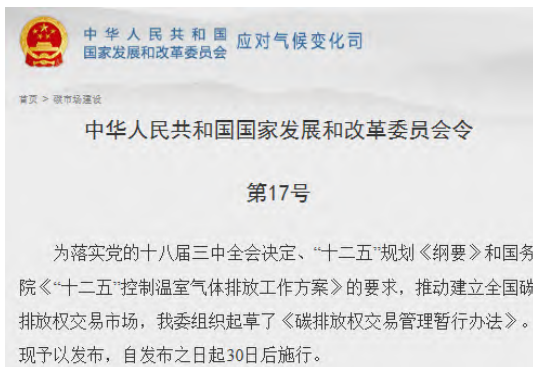 中华人民共和国
国家发展和改革委员会 应对气候变化司
首页 > 碳市场建设
中华人民共和国国家发展和改革委员会令
第17号
为落实党的十八届三中全会决定、“十二五”规划《纲要》和国务
院《“十二五”控制温室气体排放工作方案》的要求，推动建立全国碳
排放权交易市场，我委组织起草了《碳排放权交易管理暂行办法》。
现予以发布，自发布之日起30日后施行。